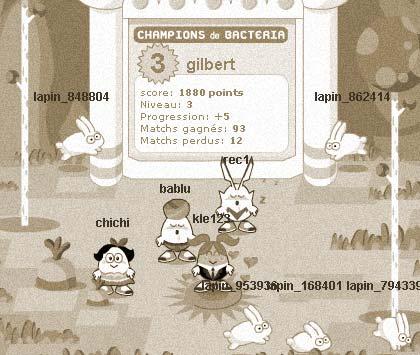 CHAMPIONS de BACTERIA
3 gilbert
score: 1880 points
Niveau: 3
Progression: +5
Matchs gagnés: 93
Matchs perdus: 12
lapin_848804
lapin_862414
rec1
bablu
kle123
chichi
z
lapin_953936
lapin_168401
lapin_794339